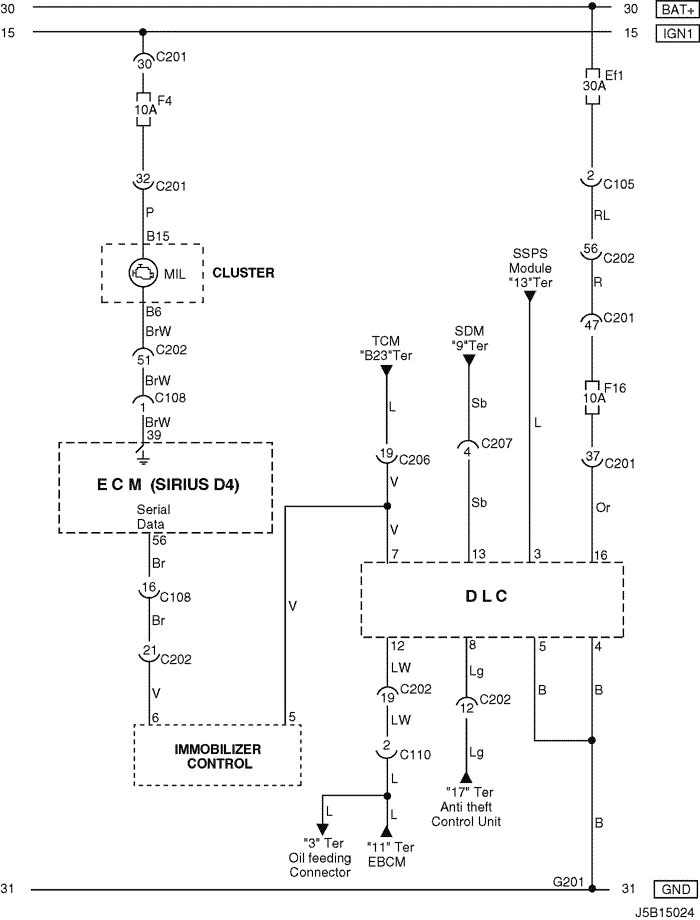 30 30 BAT+
15 15 IGN1
C201
30
Ef1
30A
F4
10A
32
C201
2
C105
P
RL
B15
MIL
CLUSTER
56
C202
SSPS
Module
"13"Ter
R
B6
BrW
C201
47
51
C202
TCM
"B23"Ter
SDM
"9"Ter
BrW
C108
1
F16
10A
BrW
39
L
Sb
L
19
C206
4
C207
37
C201
E C M (SIRIUS D4)
Serial
Data
56
V
Sb
Or
V
Br
7
13
3
16
16
C108
D L C
Br
V
21
C202
12
8
5
4
LW
Lg
V
B
B
19
C202
12
C202
LW
6
5
IMMOBILIZER
CONTROL
2
C110
Lg
L
"17" Ter
Anti theft
Control Unit
L
L
B
"3" Ter
Oil feeding
Connector
"11" Ter
EBCM
G201
31 31 GND
J5B15024